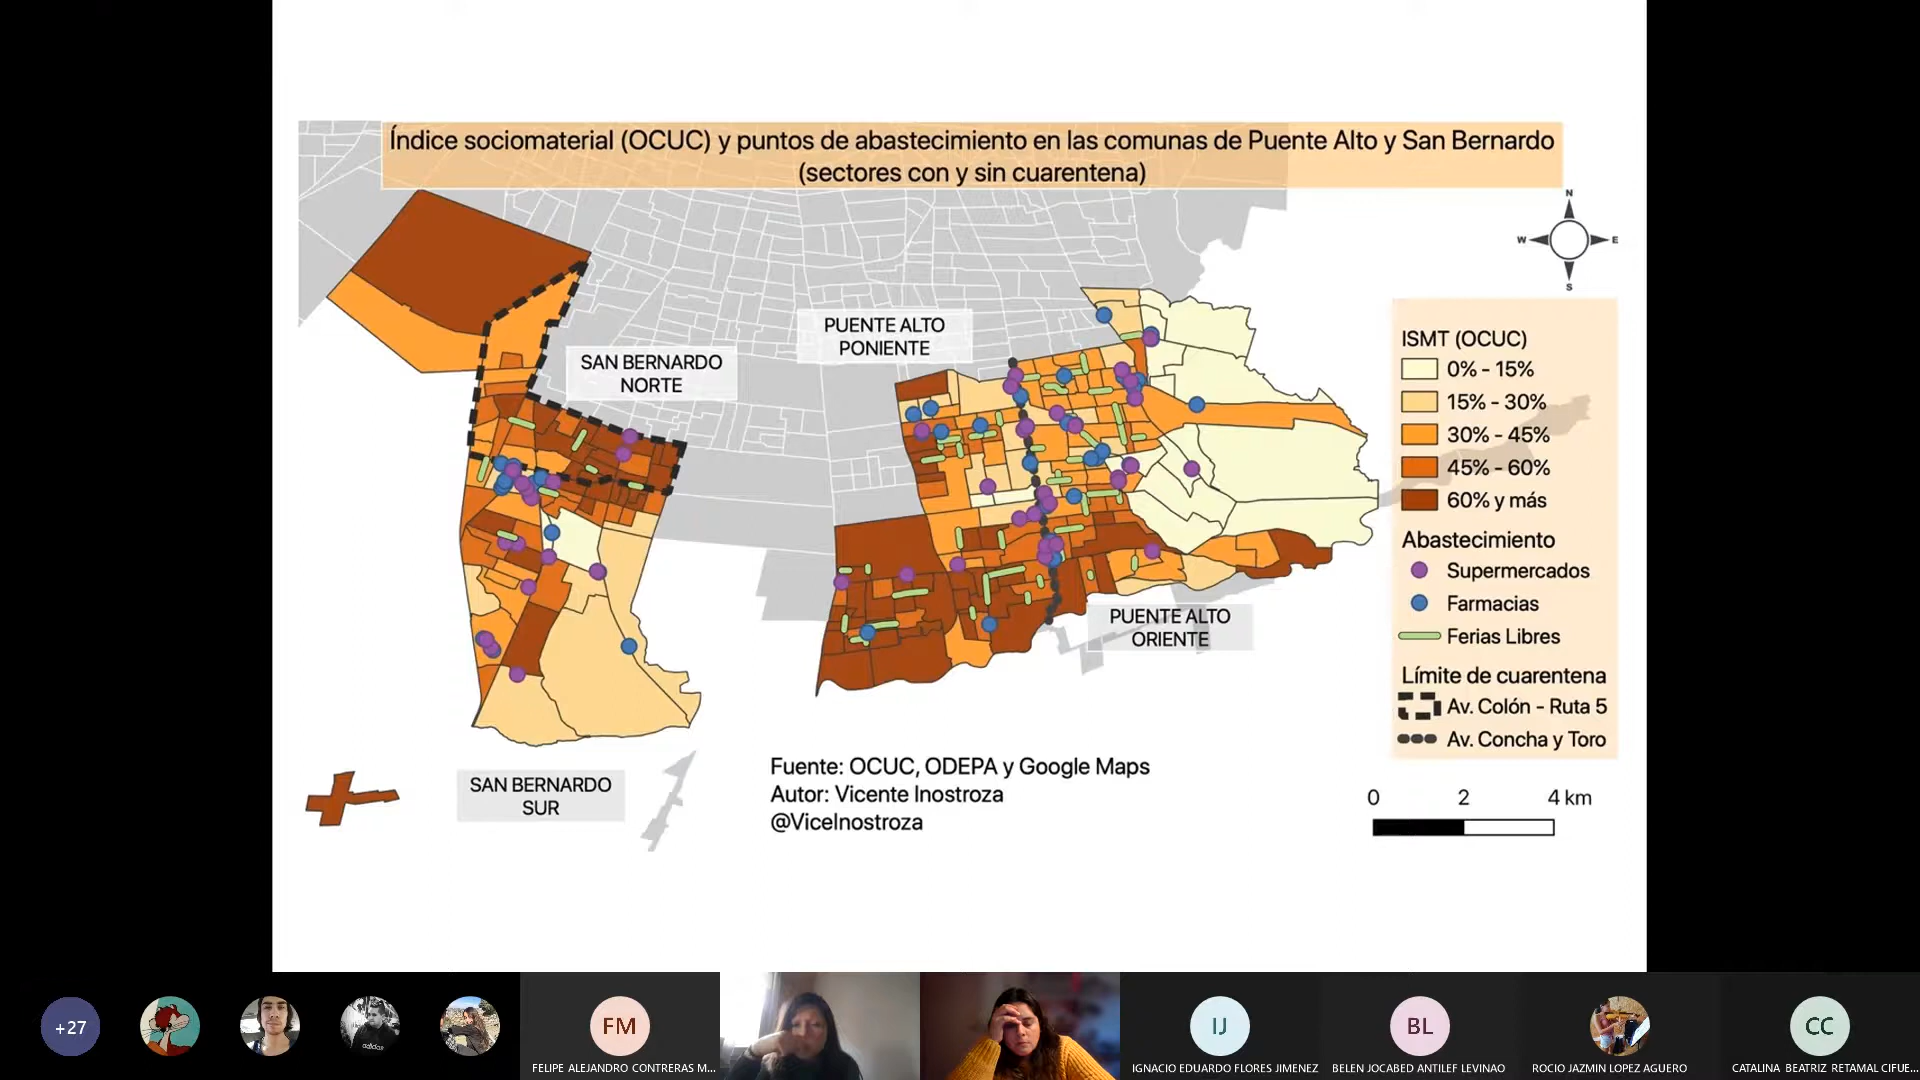 Índice sociomaterial (OCUC) y puntos de abastecimiento en las comunas de Puente Alto y San Bernardo
(sectores con y sin cuarentena)
N
W
E
S
PUENTE ALTO
PONIENTE
SAN BERNARDO
NORTE
ISMT (OCUC)
0% - 15%
15% - 30%
30% - 45%
45% - 60%
60% y más
Abastecimiento
Supermercados
Farmacias
Ferias Libres
Límite de cuarentena
Av. Colón - Ruta 5
Av. Concha y Toro
PUENTE ALTO
ORIENTE
SAN BERNARDO
SUR
Fuente: OCUC, ODEPA y Google Maps
Autor: Vicente Inostroza
@ViceInostroza
0 2 4 km
+27
adidas
FM
IJ
BL
CC
FELIPE ALEJANDRO CONTRERAS M...
IGNACIO EDUARDO FLORES JIMENEZ
BELEN JOCABED ANTILEF LEVINAO
ROCIO JAZMIN LOPEZ AGUERO
CATALINA BEATRIZ RETAMAL CIFUE...